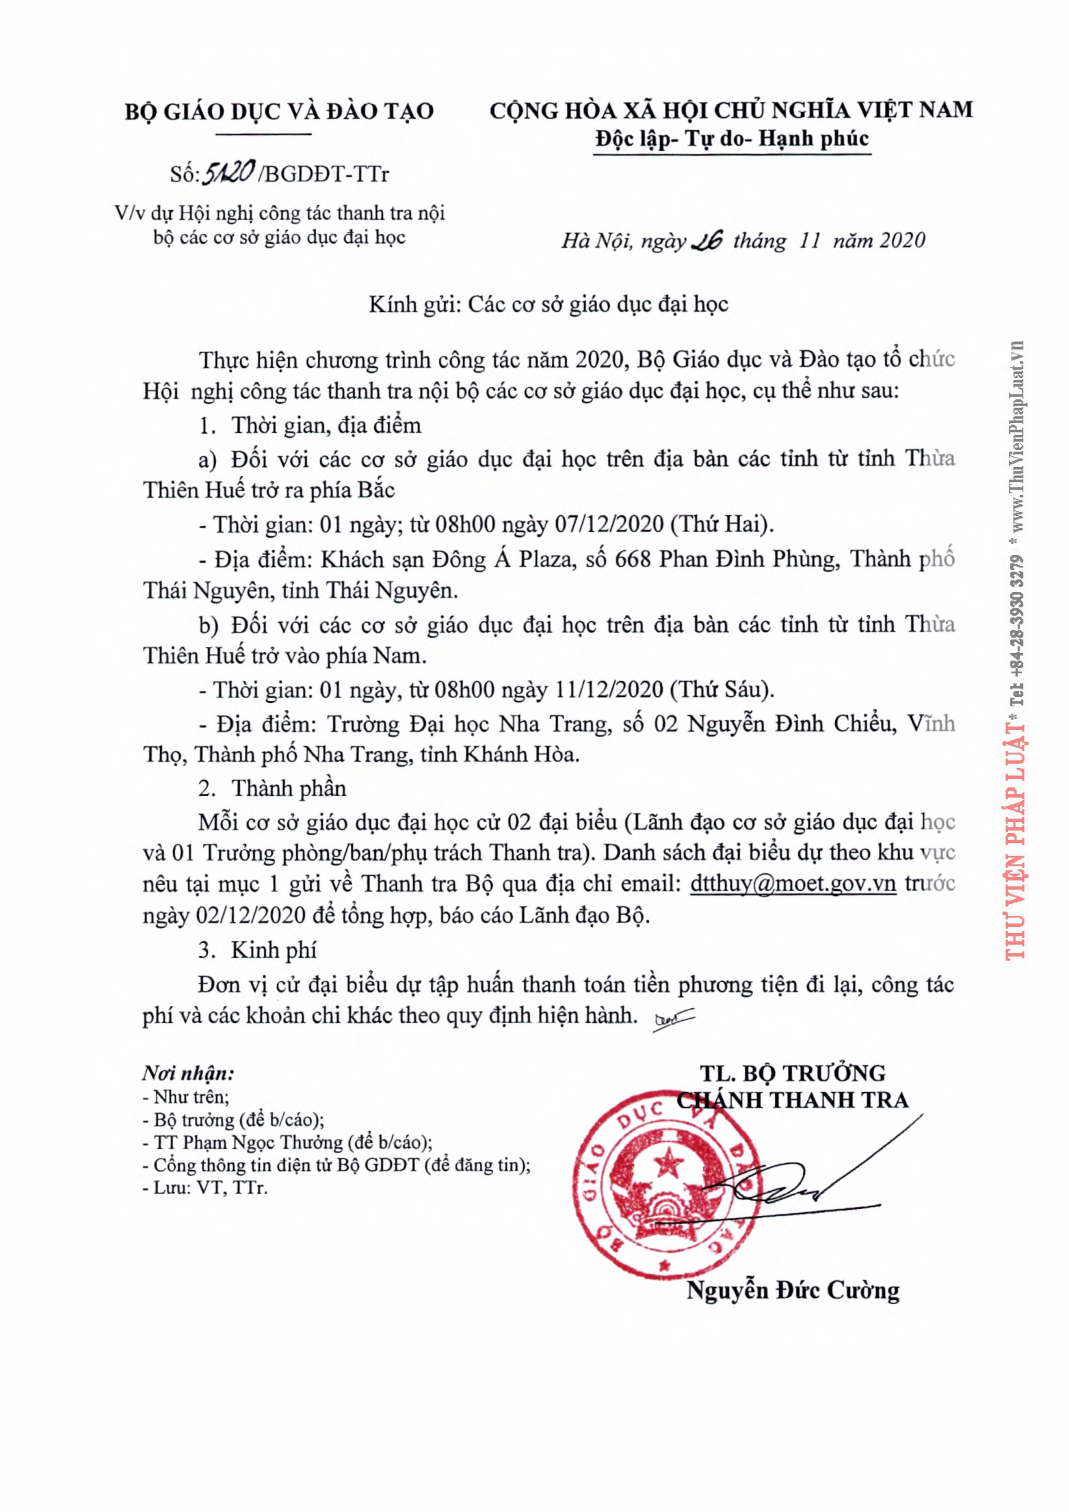 BỘ GIÁO DỤC VÀ ĐÀO TẠO
CỘNG HÒA XÃ HỘI CHỦ NGHĨA VIỆT NAM
Độc lập- Tự do- Hạnh phúc
Số: 5120 /BGDĐT-TTr
V/v dự Hội nghị công tác thanh tra nội
bộ các cơ sở giáo dục đại học
Hà Nội, ngày 26 tháng 11 năm 2020
Kính gửi: Các cơ sở giáo dục đại học
Thực hiện chương trình công tác năm 2020, Bộ Giáo dục và Đào tạo tổ chức
Hội nghị công tác thanh tra nội bộ các cơ sở giáo dục đại học, cụ thể như sau:
1. Thời gian, địa điểm
a) Đối với các cơ sở giáo dục đại học trên địa bàn các tỉnh từ tỉnh Thừa
Thiên Huế trở ra phía Bắc
- Thời gian: 01 ngày; từ 08h00 ngày 07/12/2020 (Thứ Hai).
- Địa điểm: Khách sạn Đông Á Plaza, số 668 Phan Đình Phùng, Thành phố
Thái Nguyên, tỉnh Thái Nguyên.
b) Đối với các cơ sở giáo dục đại học trên địa bàn các tỉnh từ tỉnh Thừa
Thiên Huế trở vào phía Nam.
- Thời gian: 01 ngày, từ 08h00 ngày 11/12/2020 (Thứ Sáu).
- Địa điểm: Trường Đại học Nha Trang, số 02 Nguyễn Đình Chiểu, Vĩnh
Thọ, Thành phố Nha Trang, tỉnh Khánh Hòa.
2. Thành phần
Mỗi cơ sở giáo dục đại học cử 02 đại biểu (Lãnh đạo cơ sở giáo dục đại học
và 01 Trưởng phòng/ban/phụ trách Thanh tra). Danh sách đại biểu dự theo khu vực
nêu tại mục 1 gửi về Thanh tra Bộ qua địa chỉ email: dtthuy@moet.gov.vn trước
ngày 02/12/2020 để tổng hợp, báo cáo Lãnh đạo Bộ.
3. Kinh phí
Đơn vị cử đại biểu dự tập huấn thanh toán tiền phương tiện đi lại, công tác
phí và các khoản chi khác theo quy định hiện hành.
Nơi nhận:
- Như trên;
- Bộ trưởng (để b/cáo);
- TT Phạm Ngọc Thưởng (để b/cáo);
- Cổng thông tin điện tử Bộ GDĐT (để đăng tin);
- Lưu: VT, TTr.
TL. BỘ TRƯỞNG
CHÁNH THANH TRA
BỘ GIÁO DỤC VÀ ĐÀO TẠO
Nguyễn Đức Cường
THƯ VIỆN PHÁP LUẬT * Tel: +84-28-3930 3279 * www.ThuVienPhapLuat.vn